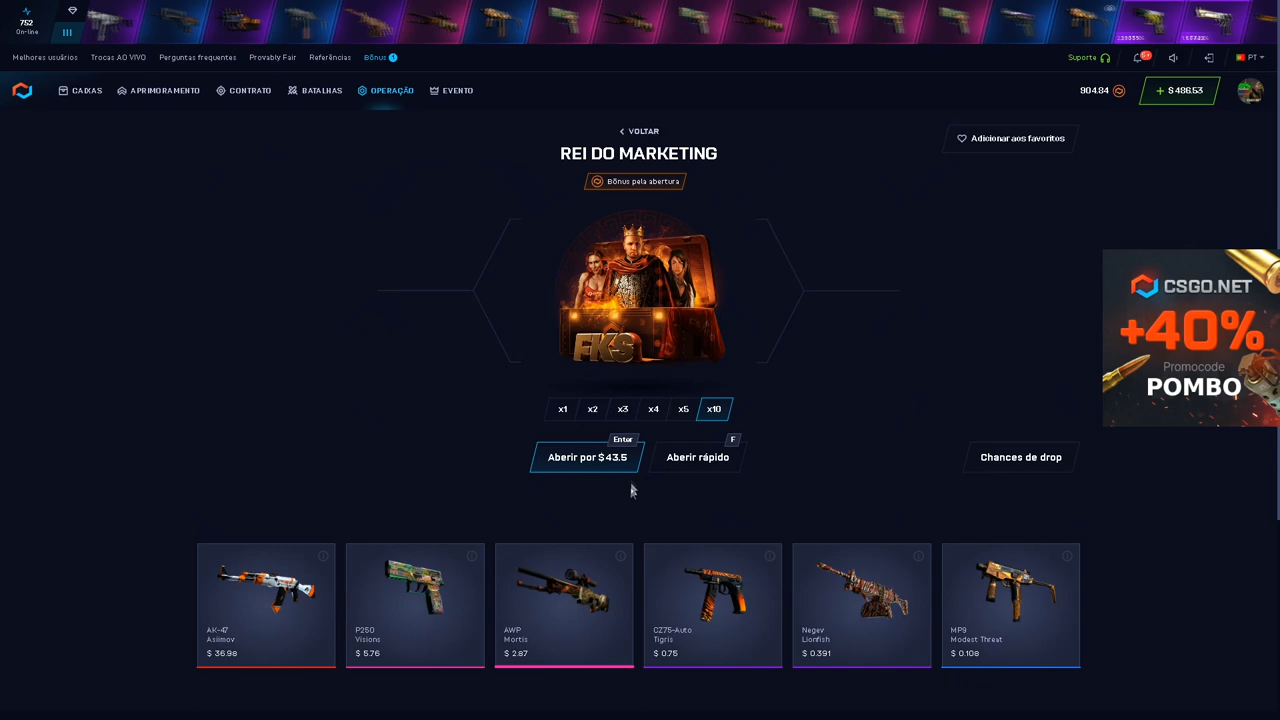 752
On-line
Melhores usuários
Trocas AO VIVO
Perguntas frequentes
Provably Fair
Referências
Bônus
Suporte
PT
CAIXAS
APRIMORAMENTO
CONTRATO
BATALHAS
OPERAÇÃO
EVENTO
904.84
+ $ 486.53
VOLTAR
REI DO MARKETING
Adicionar aos favoritos
Bônus pela abertura
FKS
CSGO.NET
+40%
Promocode
POMBO
x1
x2
x3
x4
x5
x10
Enter
F
Aberir por $ 43.5
Aberir rápido
Chances de drop
AK-47
Asiimov
$ 36.98
P250
Visions
$ 5.76
AWP
Mortis
$ 2.87
CZ75-Auto
Tigris
$ 0.75
Negev
Lionfish
$ 0.391
MP9
Modest Threat
$ 0.108